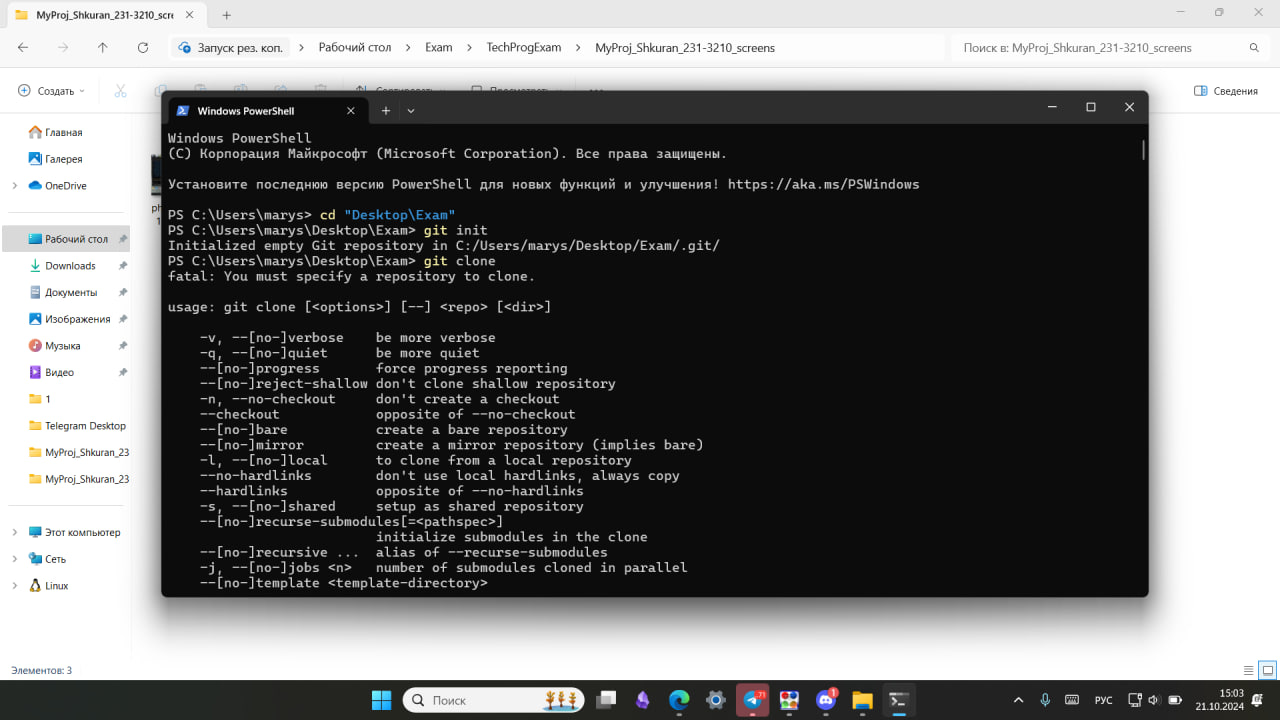 MyProj_Shkuran_231-3210_scre
Запуск рез. коп.
Рабочий стол
Exam
TechProgExam
MyProj_Shkuran_231-3210_screens
Поиск в: MyProj_Shkuran_231-3210_screens
Создать
Сведения
Главная
Галерея
OneDrive
Рабочий стол
Downloads
Документы
Изображения
Музыка
Видео
1
Telegram Desktop
MyProj_Shkuran_23
MyProj_Shkuran_23
Этот компьютер
Сеть
Linux
Windows PowerShell
Windows PowerShell
(C) Корпорация Майкрософт (Microsoft Corporation). Все права защищены.
Установите последнюю версию PowerShell для новых функций и улучшения! https://aka.ms/PSWindows
PS C:\Users\marys> cd "Desktop\Exam"
PS C:\Users\marys\Desktop\Exam> git init
Initialized empty Git repository in C:/Users/marys/Desktop/Exam/.git/
PS C:\Users\marys\Desktop\Exam> git clone
fatal: You must specify a repository to clone.
usage: git clone [<options>] [--] <repo> [<dir>]
-v, --[no-]verbose be more verbose
-q, --[no-]quiet be more quiet
--[no-]progress force progress reporting
--[no-]reject-shallow don't clone shallow repository
-n, --no-checkout don't create a checkout
--checkout opposite of --no-checkout
--[no-]bare create a bare repository
--[no-]mirror create a mirror repository (implies bare)
-l, --[no-]local to clone from a local repository
--no-hardlinks don't use local hardlinks, always copy
--hardlinks opposite of --no-hardlinks
-s, --[no-]shared setup as shared repository
--[no-]recurse-submodules[=<pathspec>]
initialize submodules in the clone
--[no-]recursive ... alias of --recurse-submodules
-j, --[no-]jobs <n> number of submodules cloned in parallel
--[no-]template <template-directory>
Элементов: 3
Поиск
71
1
РУС
15:03
21.10.2024